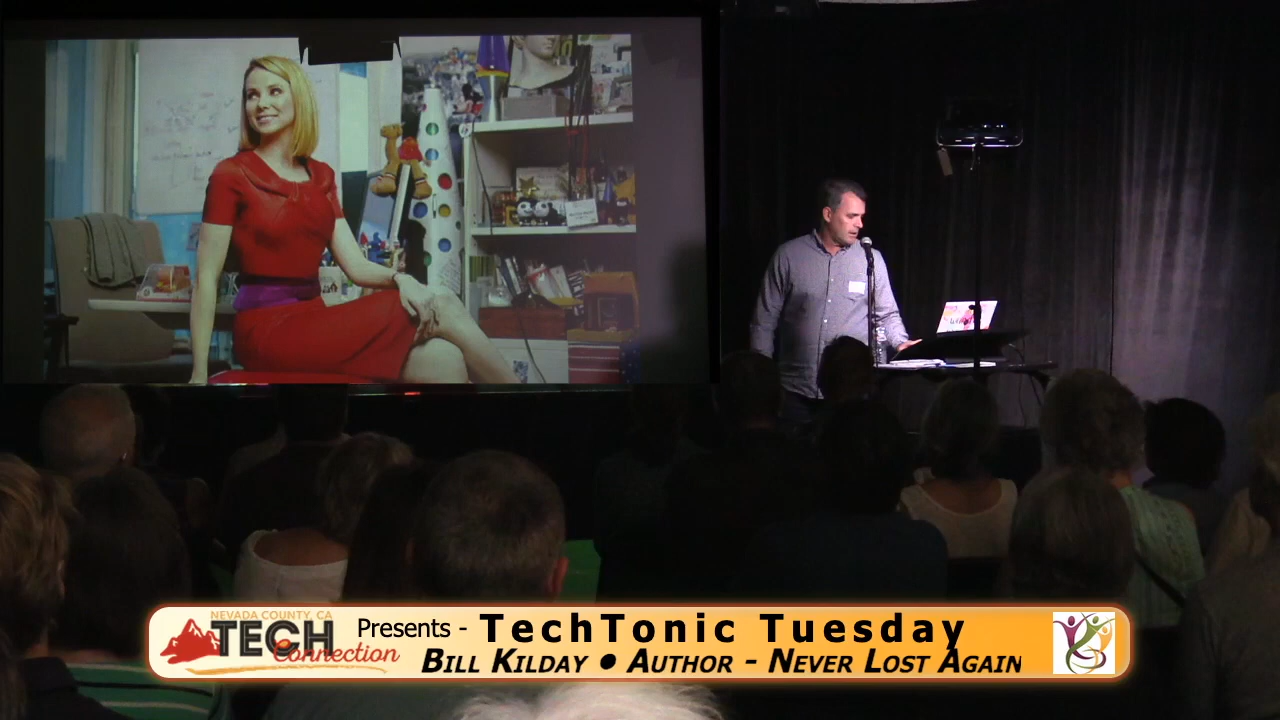 NEVADA COUNTY, CA
TECH
Connection
Presents - TechTonic Tuesday
BILL KILDAY • AUTHOR - NEVER LOST AGAIN